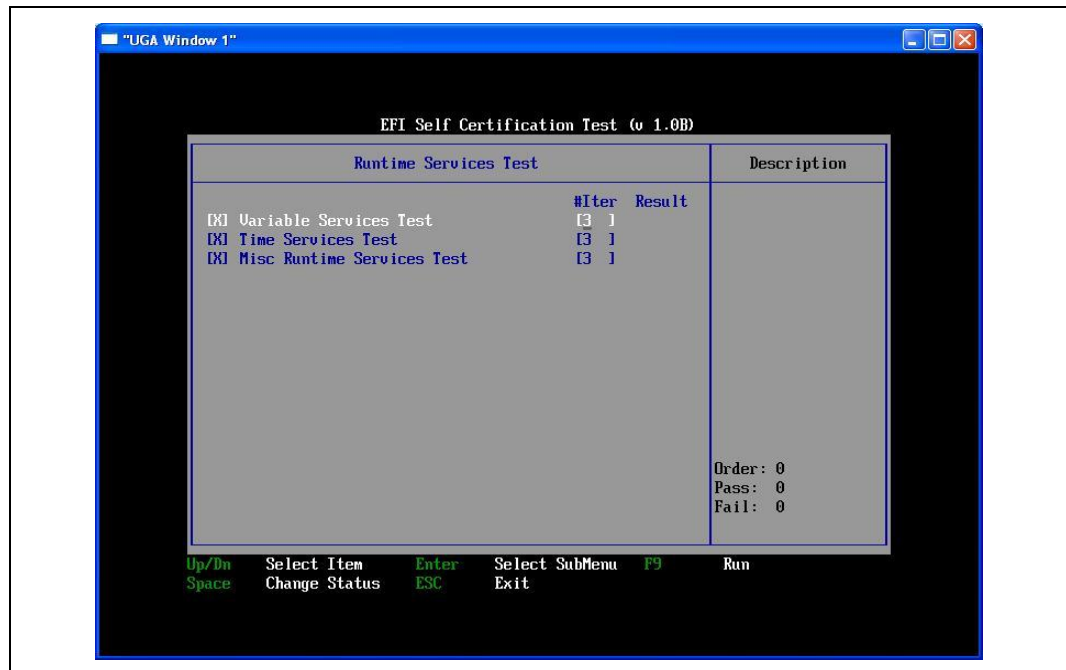 "UGA Window 1"
EFI Self Certification Test (v 1.0B)
Runtime Services Test
Description
#Iter Result
[X] Variable Services Test [3 ]
[X] Time Services Test [3 ]
[X] Misc Runtime Services Test [3 ]
Order: 0
Pass: 0
Fail: 0
Up/Dn Select Item Enter Select SubMenu F9 Run
Space Change Status ESC Exit